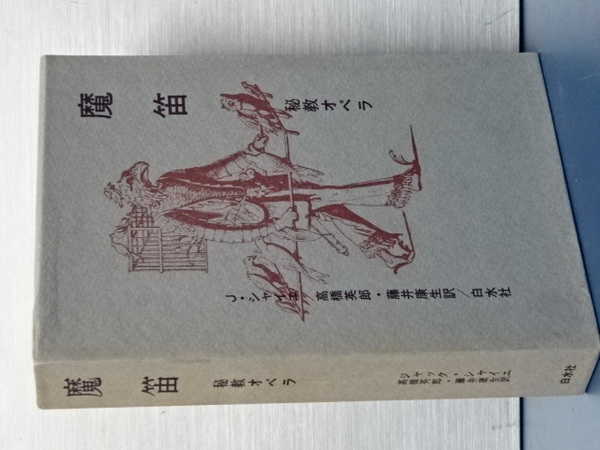 魔笛
秘教オペラ
J・シャイエ／高橋英郎・藤井康生訳／白水社
魔笛
秘教オペラ
ジャック・シャイエ
高橋英郎・藤井康生訳
白水社